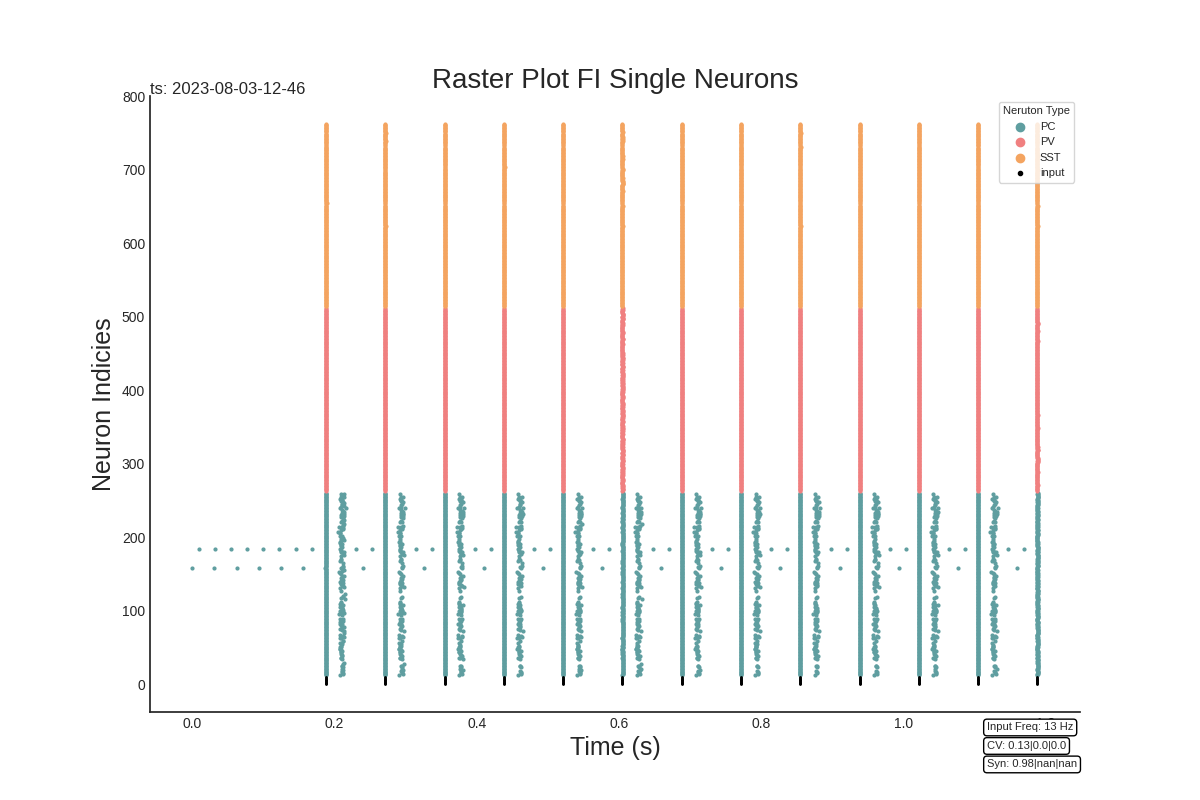 Raster Plot FI Single Neurons
ts: 2023-08-03-12-46
Neruton Type
PC
PV
SST
input
800
700
600
500
400
300
200
100
0
Neuron Indicies
0.0 0.2 0.4 0.6 0.8 1.0
Time (s)
Input Freq: 13 Hz
CV: 0.13|0.0|0.0
Syn: 0.98|nan|nan